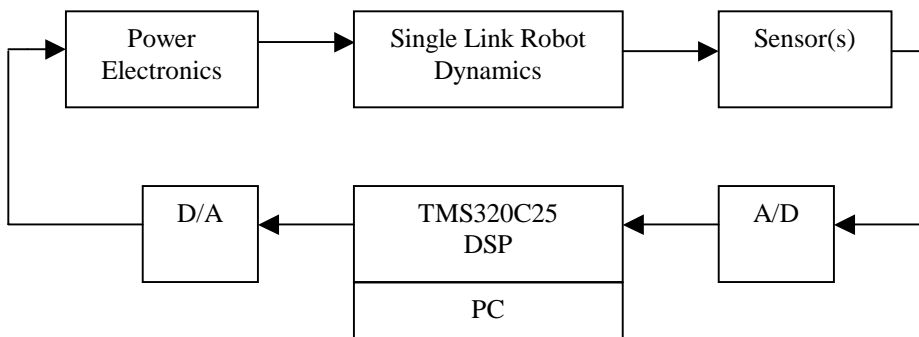 Power
Electronics
Single Link Robot
Dynamics
Sensor(s)
D/A
TMS320C25
DSP
A/D
PC